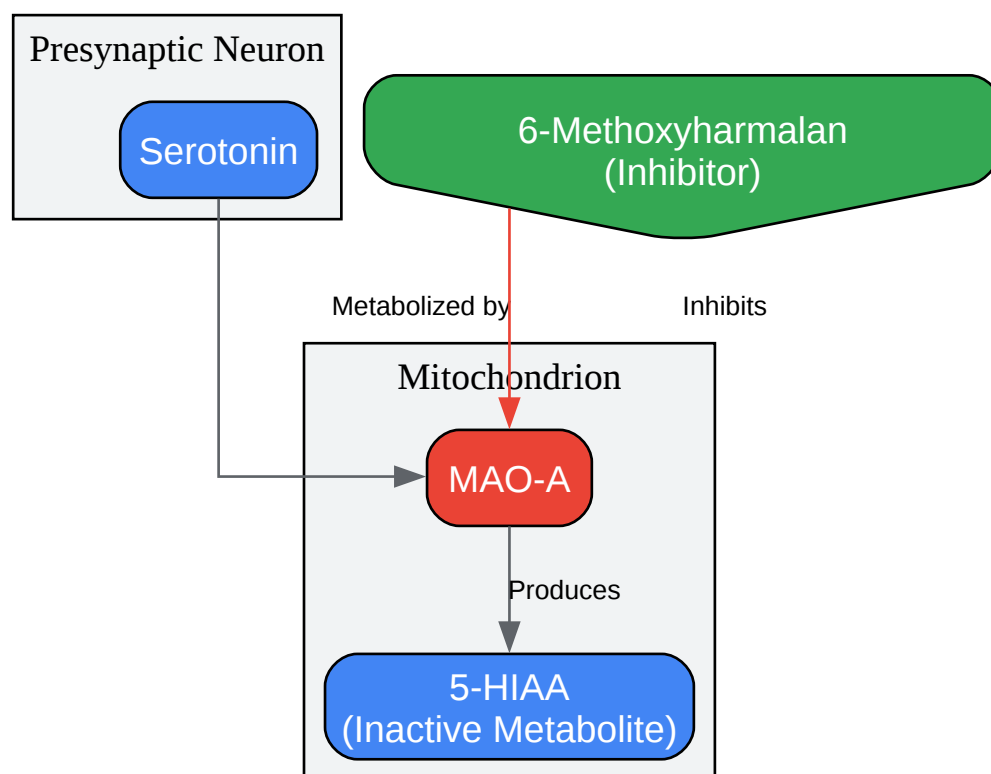 Presynaptic Neuron
Serotonin
6-Methoxyharmalan
(Inhibitor)
Metabolized by
Inhibits
Mitochondrion
MAO-A
Produces
5-HIAA
(Inactive Metabolite)